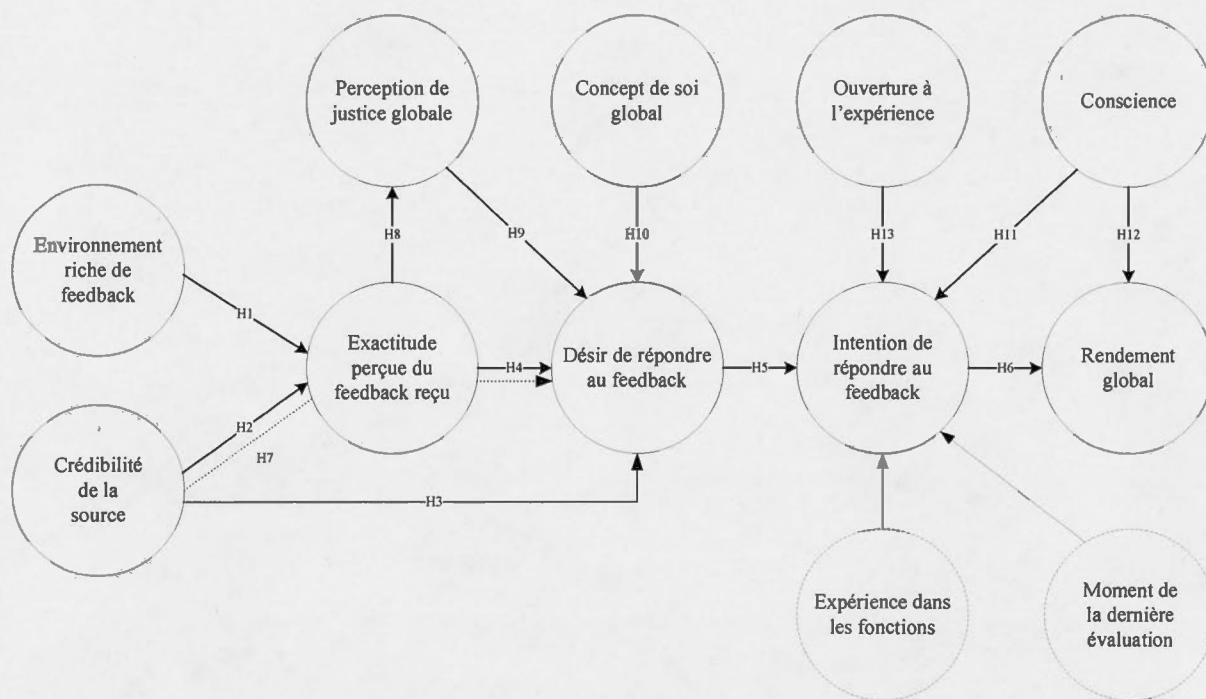 Perception de
justice globale
Concept de soi
global
Ouverture à
l'expérience
Conscience
Environnement
riche de
feedback
H8
H9
H10
H13
H11
H12
H1
Exactitude
perçue du
feedback reçu
H4
Désir de répondre
au feedback
H5
Intention de
répondre au
feedback
H6
Rendement
global
H2
H7
Crédibilité
de la
source
H3
Expérience dans
les fonctions
Moment de
la dernière
évaluation